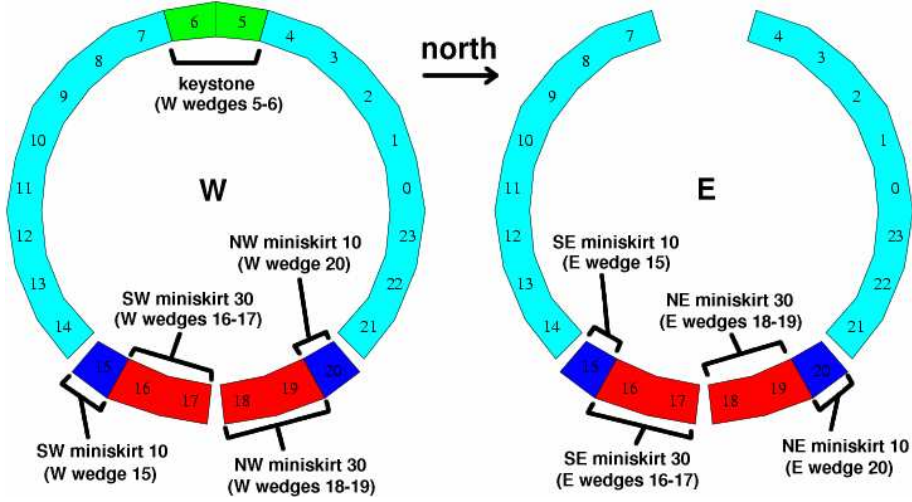 6 5
7 4
8 3
9 2
10 1
11 0
12 23
13 22
14 21
15 20
16 19
17 18
keystone
(W wedges 5-6)
W
NW miniskirt 10
(W wedge 20)
SW miniskirt 30
(W wedges 16-17)
SW miniskirt 10
(W wedge 15)
NW miniskirt 30
(W wedges 18-19)
north
7 4
8 3
9 2
10 1
11 0
12 23
13 22
14 21
15 20
16 19
17 18
E
SE miniskirt 10
(E wedge 15)
NE miniskirt 30
(E wedges 18-19)
SE miniskirt 30
(E wedges 16-17)
NE miniskirt 10
(E wedge 20)